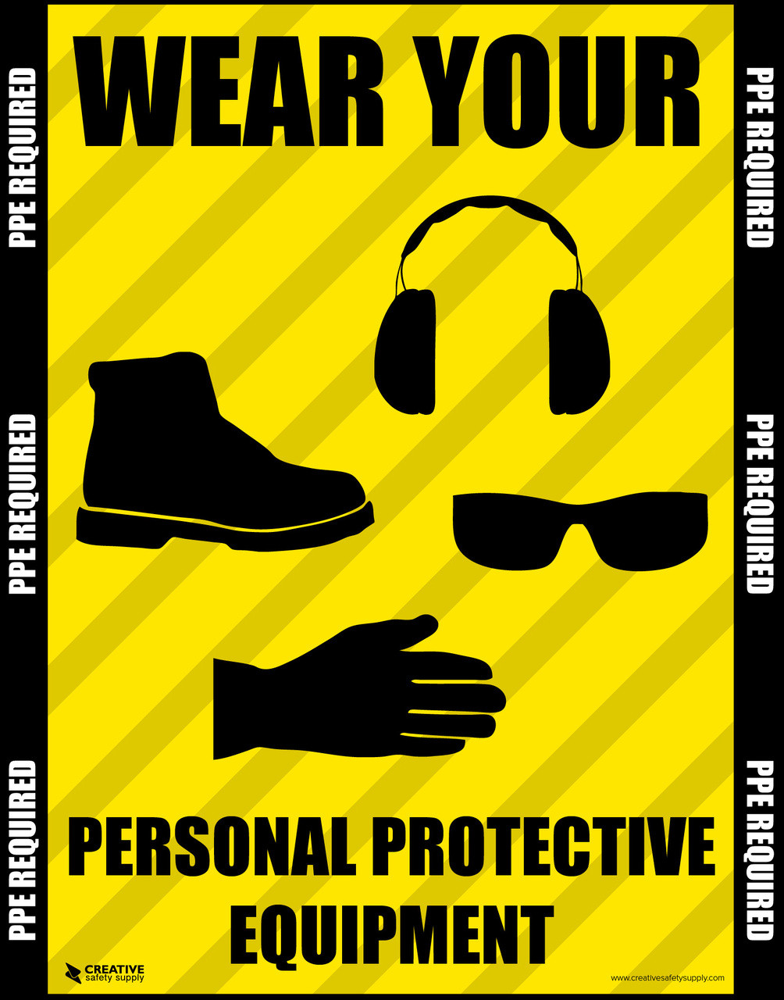 WEAR YOUR
PPE REQUIRED
PPE REQUIRED
PPE REQUIRED
PPE REQUIRED
PPE REQUIRED
PPE REQUIRED
PERSONAL PROTECTIVE
EQUIPMENT
CREATIVE
safety supply
www.creativesafetysupply.com